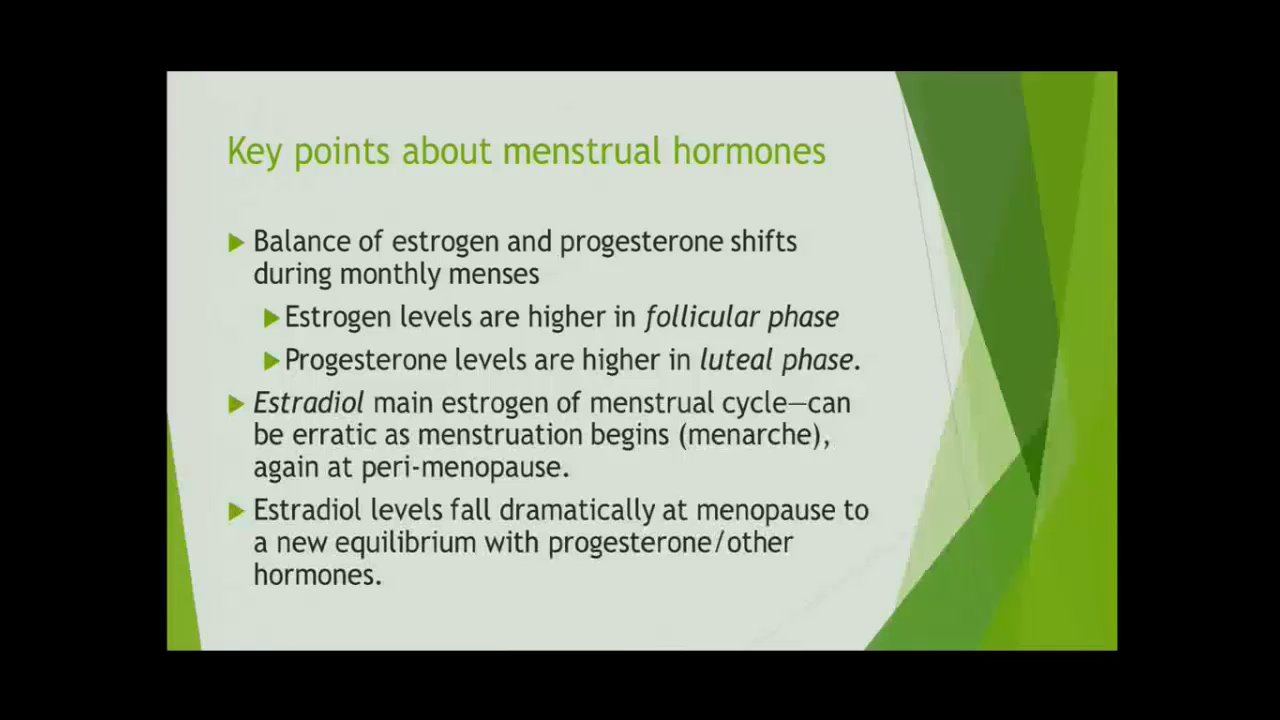 Key points about menstrual hormones
Balance of estrogen and progesterone shifts
during monthly menses
Estrogen levels are higher in follicular phase
Progesterone levels are higher in luteal phase.
Estradiol main estrogen of menstrual cycle—can
be erratic as menstruation begins (menarche),
again at peri-menopause.
Estradiol levels fall dramatically at menopause to
a new equilibrium with progesterone/other
hormones.